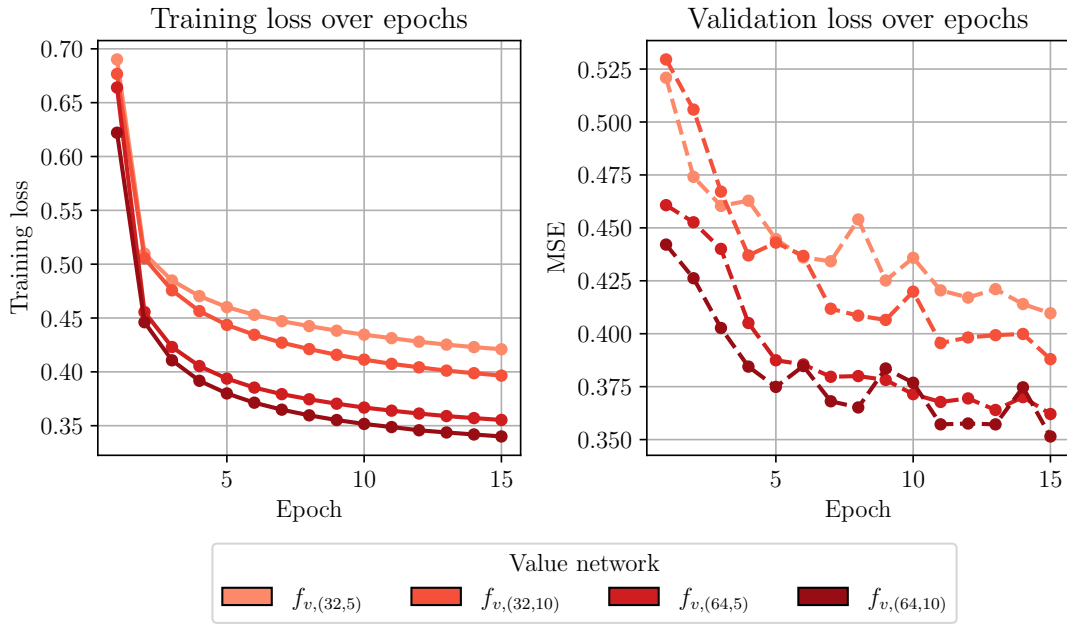 Training loss over epochs
Training loss
0.70
0.65
0.60
0.55
0.50
0.45
0.40
0.35
5
10
15
Epoch
Validation loss over epochs
MSE
0.525
0.500
0.475
0.450
0.425
0.400
0.375
0.350
5
10
15
Epoch
Value network
f_{v,(32,5)} f_{v,(32,10)} f_{v,(64,5)} f_{v,(64,10)}